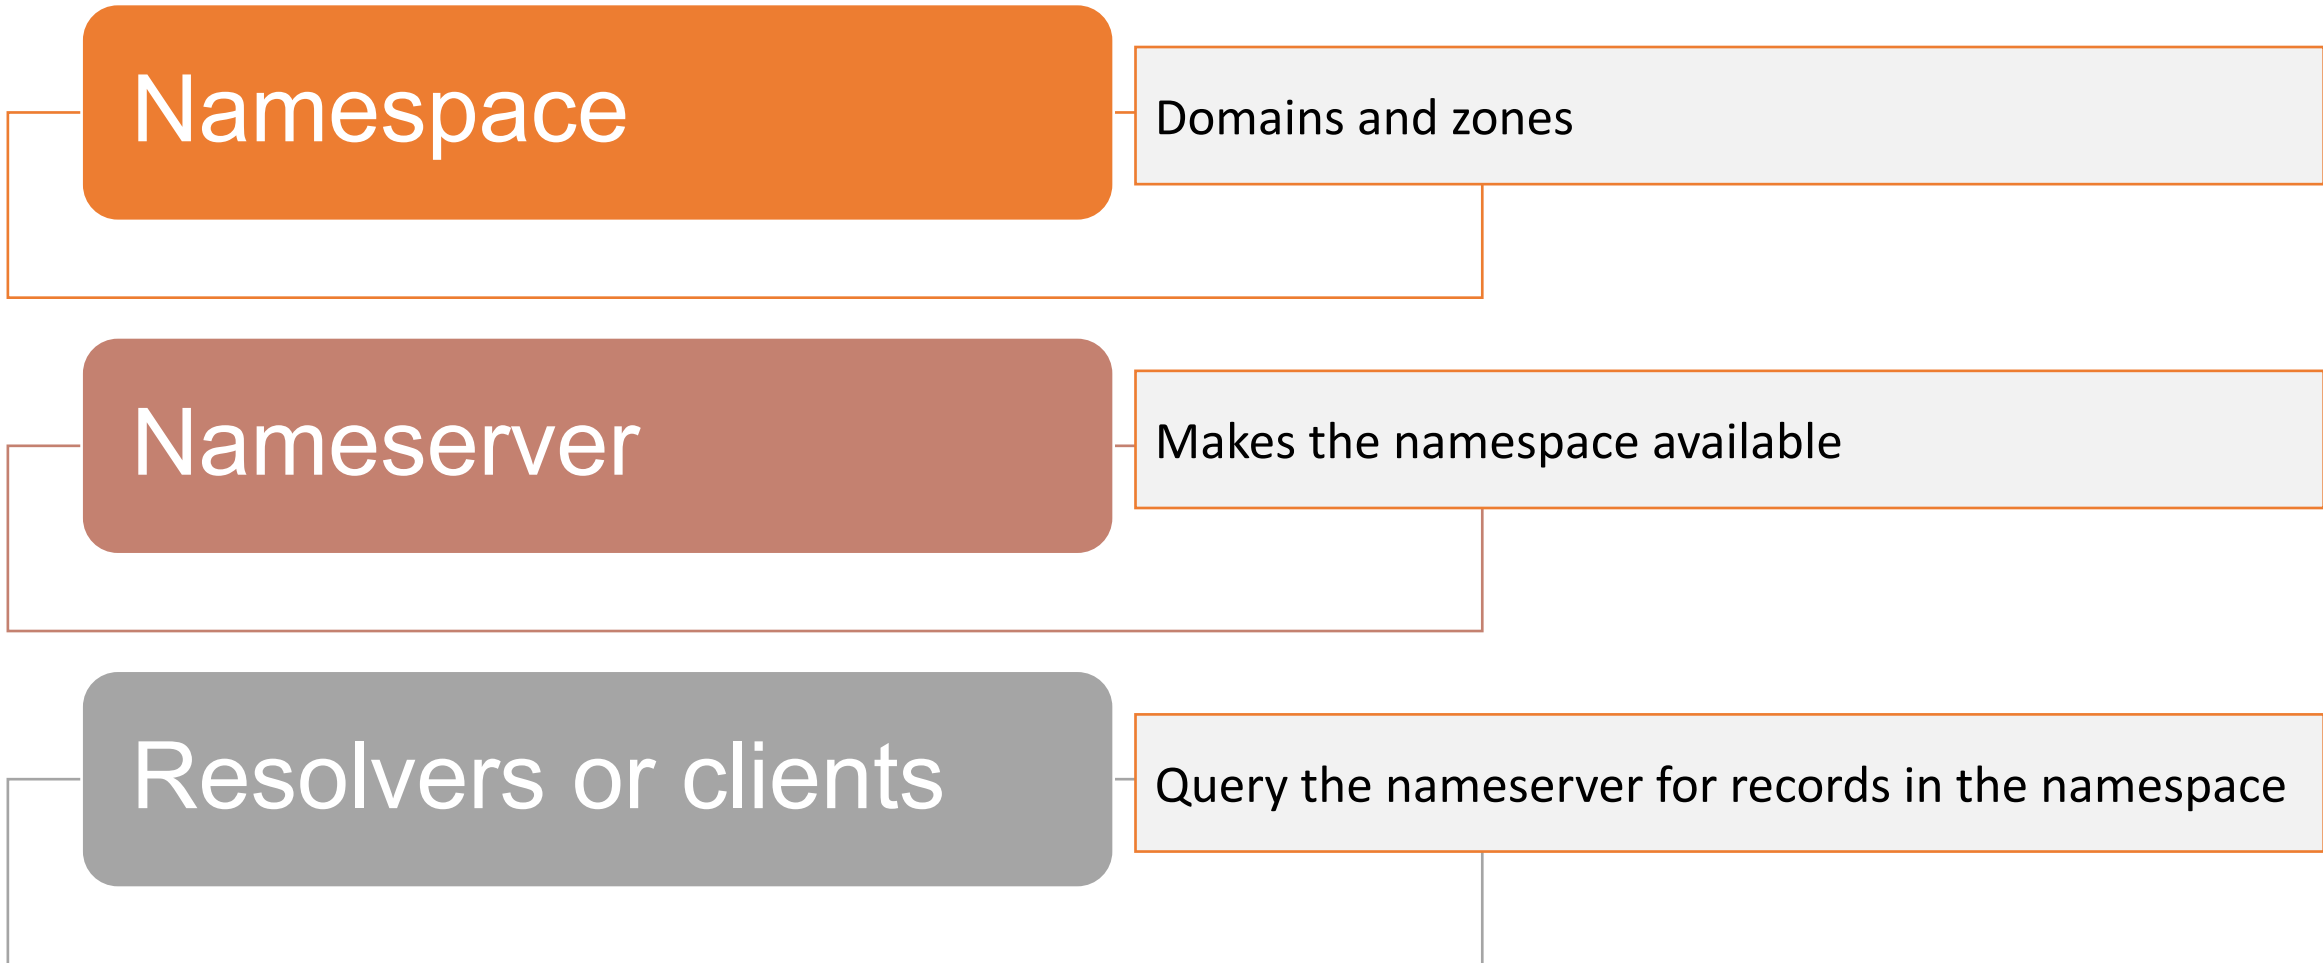 Namespace
Domains and zones
Nameserver
Makes the namespace available
Resolvers or clients
Query the nameserver for records in the namespace